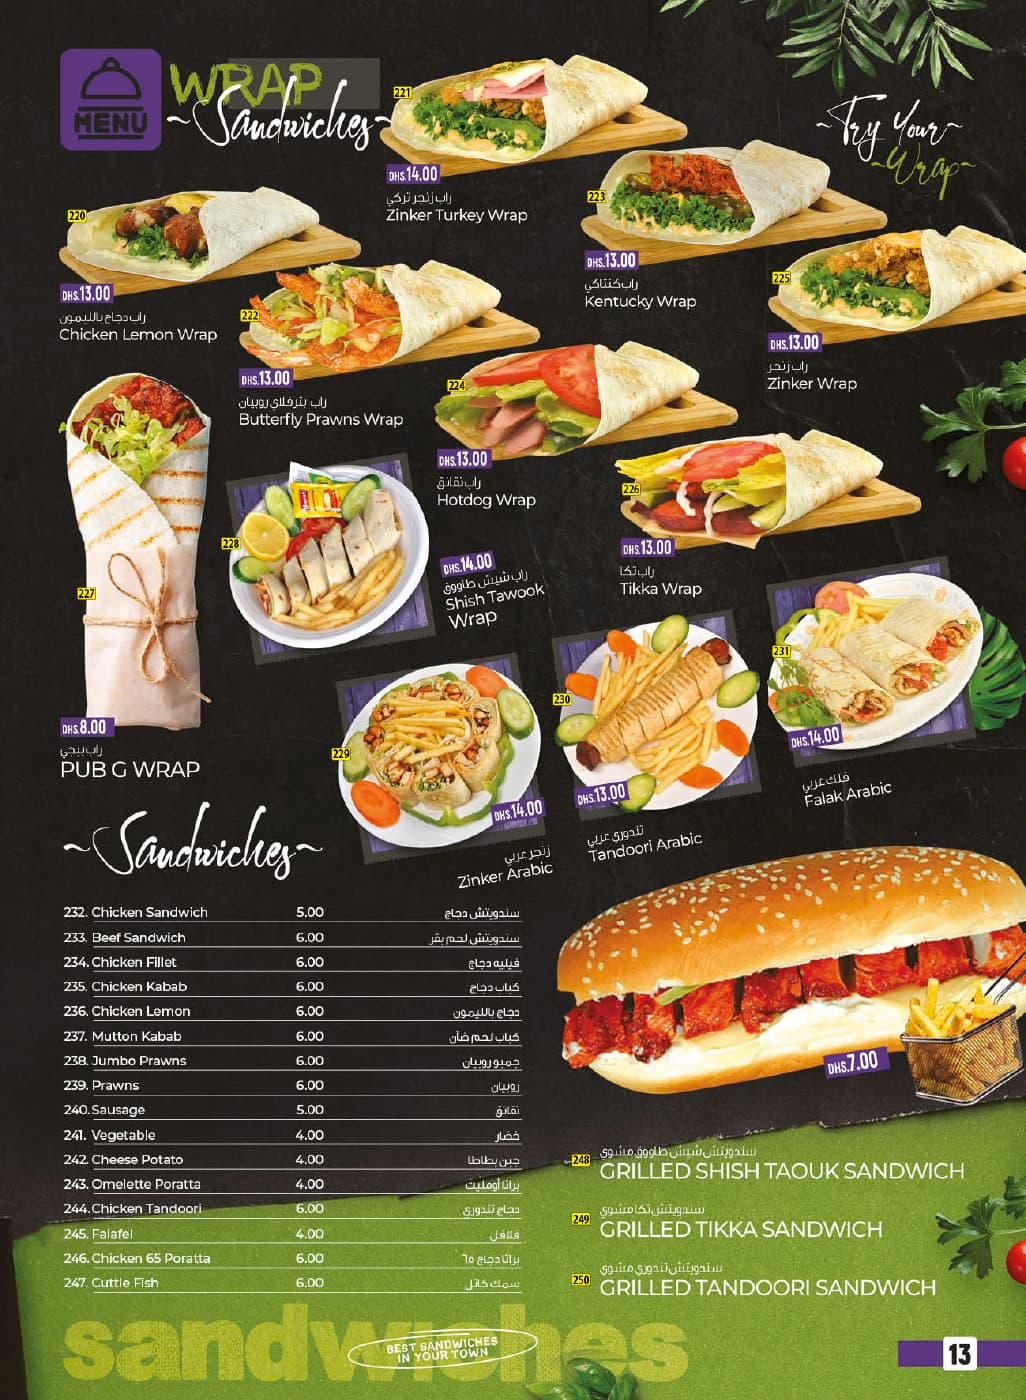 MENU
WRAP
~Sandwiches~
~Try Your~
~Wrap~
221
DHS.14.00
راب زنجر تركي
Zinker Turkey Wrap
220
DHS.13.00
راب دجاج بالليمون
Chicken Lemon Wrap
223
DHS.13.00
راب كنتاكي
Kentucky Wrap
225
DHS.13.00
راب زنجر
Zinker Wrap
222
DHS.13.00
راب بترفلاي روبيان
Butterfly Prawns Wrap
224
DHS.13.00
راب نقانق
Hotdog Wrap
226
DHS.13.00
راب تكا
Tikka Wrap
227
DHS.8.00
راب ببجي
PUB G WRAP
228
DHS.14.00
راب شيش طاووق
Shish Tawook
Wrap
229
DHS.14.00
زنجر عربي
Zinker Arabic
230
DHS.13.00
تندوري عربي
Tandoori Arabic
231
DHS.14.00
فلك عربي
Falak Arabic
~Sandwiches~
232. Chicken Sandwich 5.00 سندويتش دجاج
233. Beef Sandwich 6.00 سندويتش لحم بقر
234. Chicken Fillet 6.00 فيليه دجاج
235. Chicken Kabab 6.00 كباب دجاج
236. Chicken Lemon 6.00 دجاج بالليمون
237. Mutton Kabab 6.00 كباب لحم ضأن
238. Jumbo Prawns 6.00 جمبو روبيان
239. Prawns 6.00 روبيان
240. Sausage 5.00 نقانق
241. Vegetable 4.00 خضار
242. Cheese Potato 4.00 جبن بطاطا
243. Omelette Poratta 4.00 براتا أومليت
244. Chicken Tandoori 6.00 دجاج تندوري
245. Falafel 4.00 فلافل
246. Chicken 65 Poratta 6.00 براتا دجاج ٦٥
247. Cuttle Fish 6.00 سمك كاتل
DHS.7.00
248
سندويتش شيش طاووق مشوي
GRILLED SHISH TAOUK SANDWICH
249
سندويتش تكا مشوي
GRILLED TIKKA SANDWICH
250
سندويتش تندوري مشوي
GRILLED TANDOORI SANDWICH
sandwiches
BEST SANDWICHES
IN YOUR TOWN
13